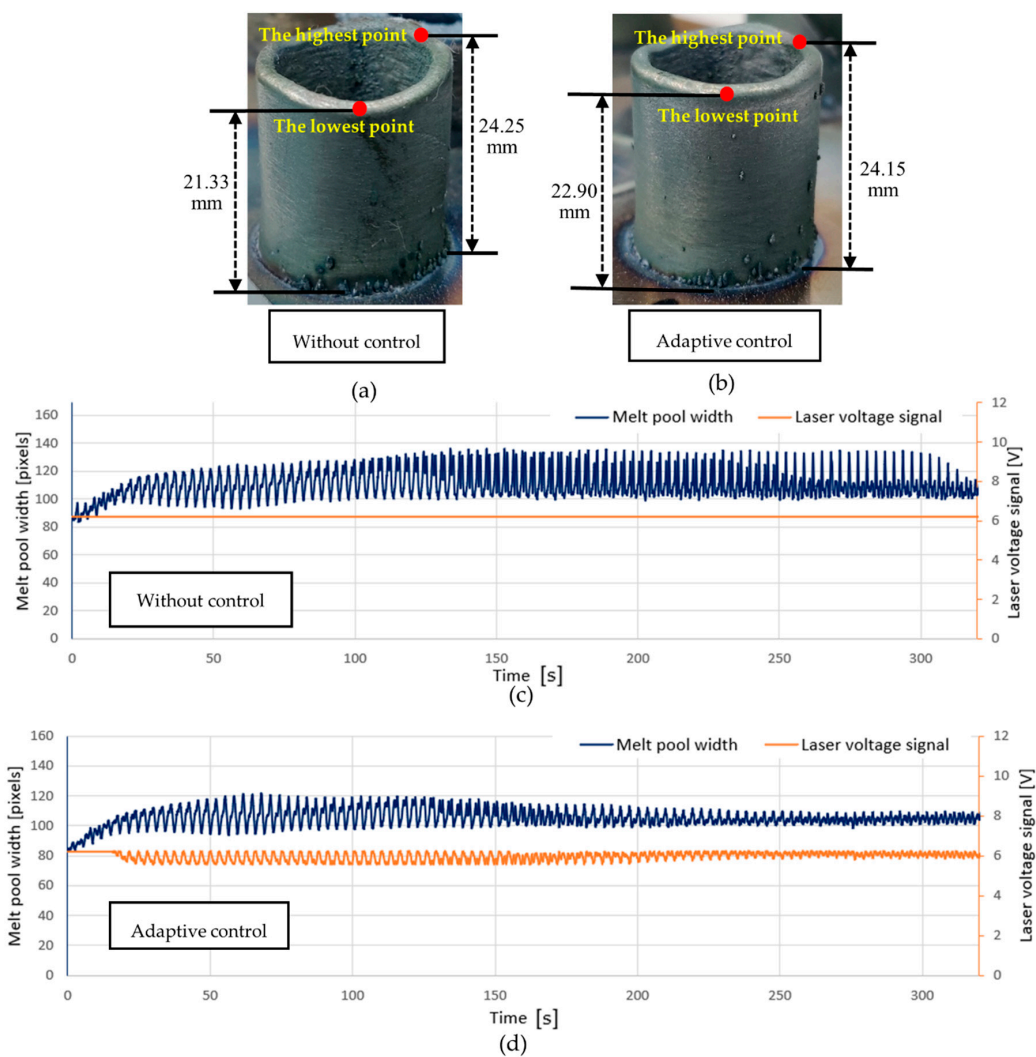 The highest point
The lowest point
24.25
mm
21.33
mm
Without control
(a)
The highest point
The lowest point
24.15
mm
22.90
mm
Adaptive control
(b)
Melt pool width
Laser voltage signal
Melt pool width [pixels]
160
140
120
100
80
60
40
20
0
12
10
8
6
4
2
0
Laser voltage signal [V]
Without control
0 50 100 150 200 250 300
Time [s]
(c)
Melt pool width
Laser voltage signal
Melt pool width [pixels]
160
140
120
100
80
60
40
20
0
12
10
8
6
4
2
0
Laser voltage signal [V]
Adaptive control
0 50 100 150 200 250 300
Time [s]
(d)